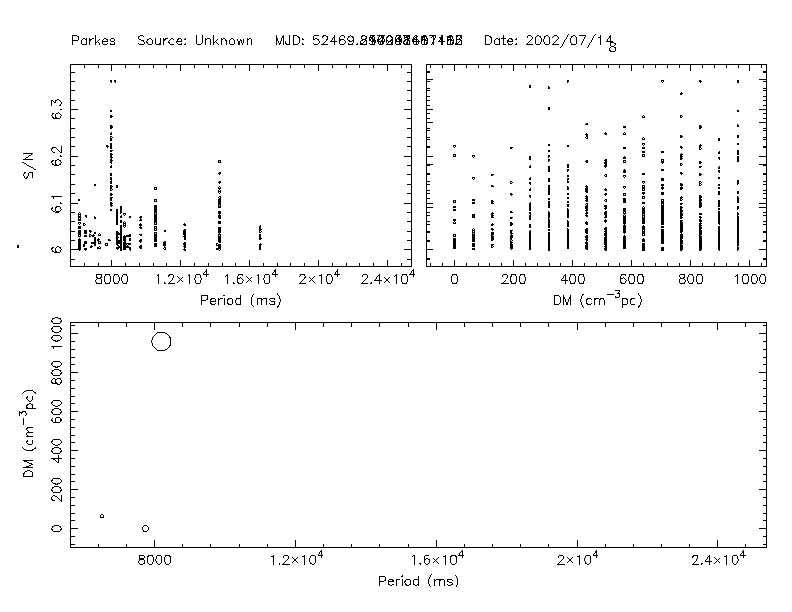 Parkes Source: Unknown MJD: Date: 2002/07/14
S/N
6.3
6.2
6.1
6
8000 1.2×10⁴ 1.6×10⁴ 2×10⁴ 2.4×10⁴
Period (ms)
0 200 400 600 800 1000
DM (cm⁻³pc)
DM (cm⁻³pc)
1000
800
600
400
200
0
8000 1.2×10⁴ 1.6×10⁴ 2×10⁴ 2.4×10⁴
Period (ms)